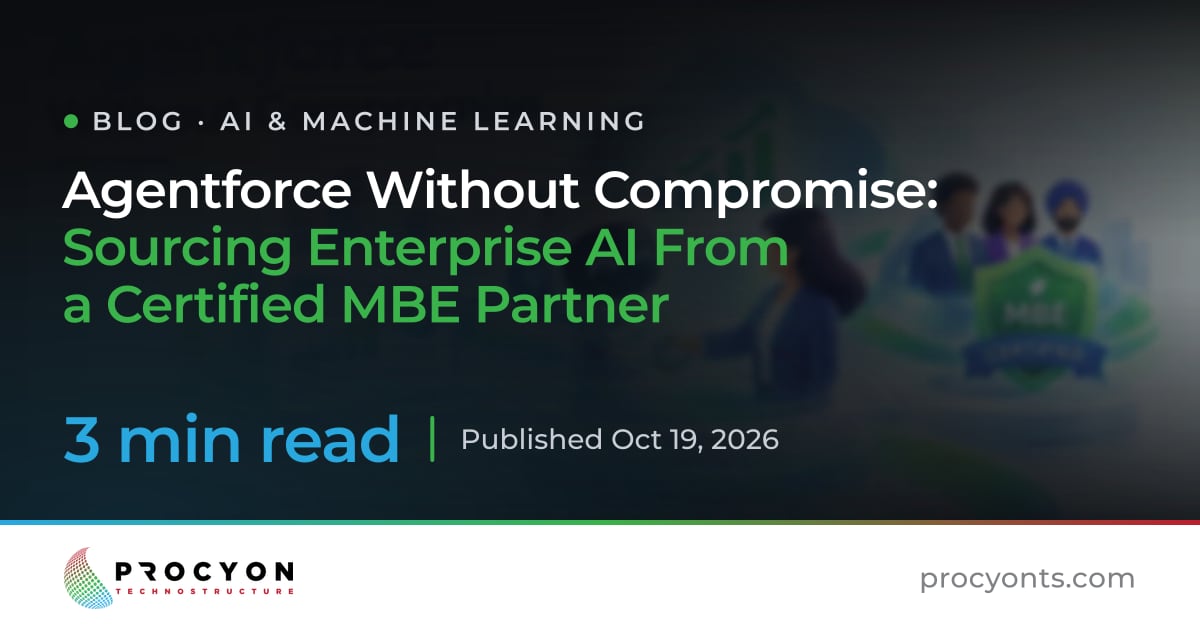 BLOG · AI & MACHINE LEARNING
Agentforce Without Compromise:
Sourcing Enterprise AI From
a Certified MBE Partner
3 min read
Published Oct 19, 2026
MBE
PROCYON
TECHNOSTRUCTURE
procyonts.com